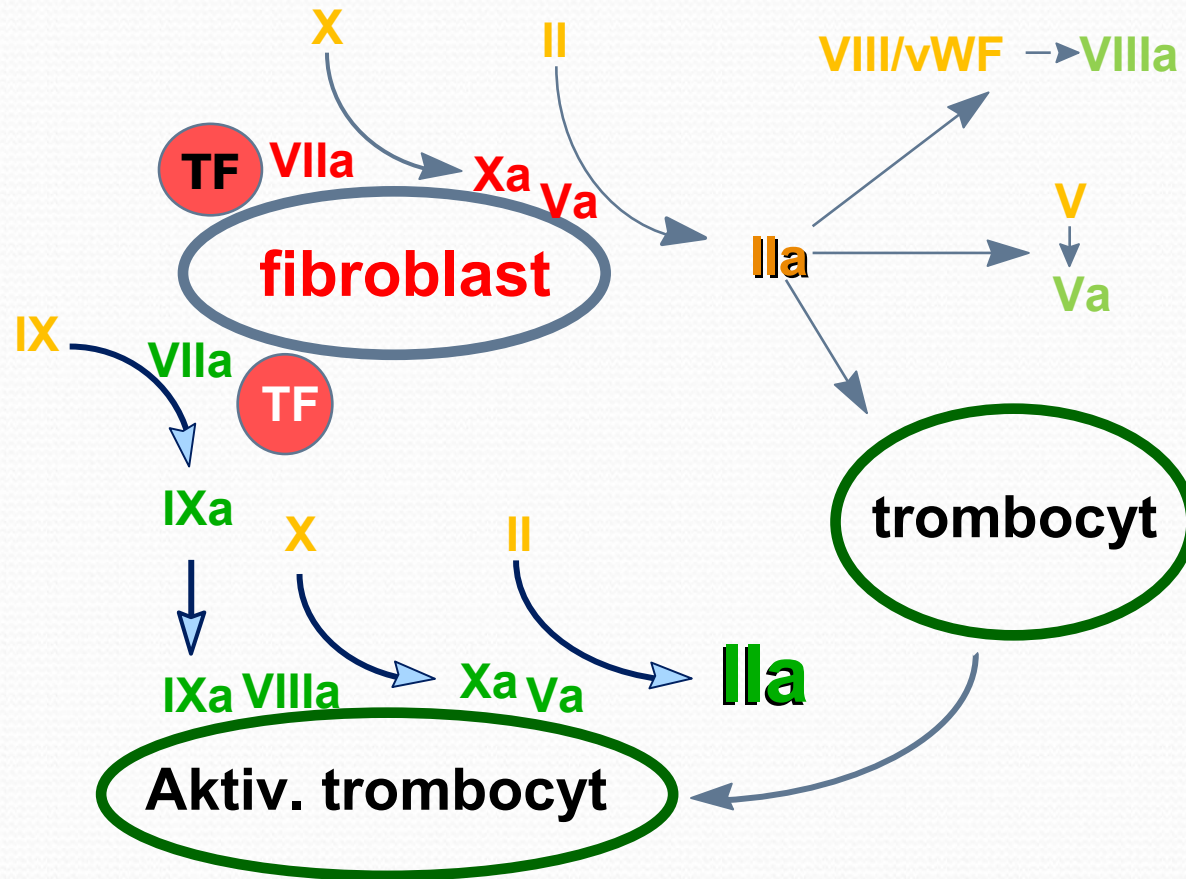 X
II
VIII/vWF
VIIIa
TF
VIIa
Xa
Va
V
fibroblast
IIa
Va
IX
VIIa
TF
IXa
X
II
trombocyt
IXa
VIIIa
Xa
Va
IIa
Aktiv. trombocyt